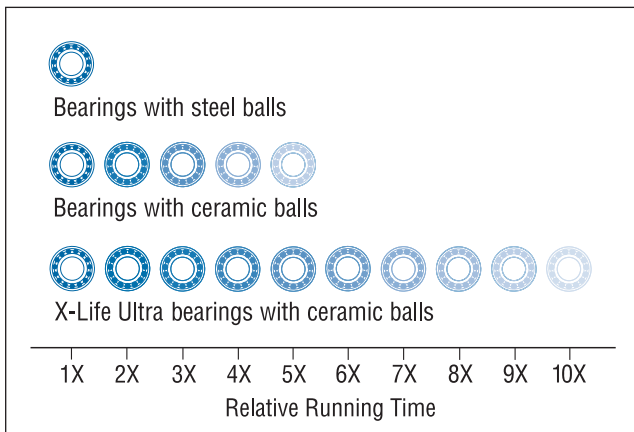 Bearings with steel balls
Bearings with ceramic balls
X-Life Ultra bearings with ceramic balls
1X 2X 3X 4X 5X 6X 7X 8X 9X 10X
Relative Running Time